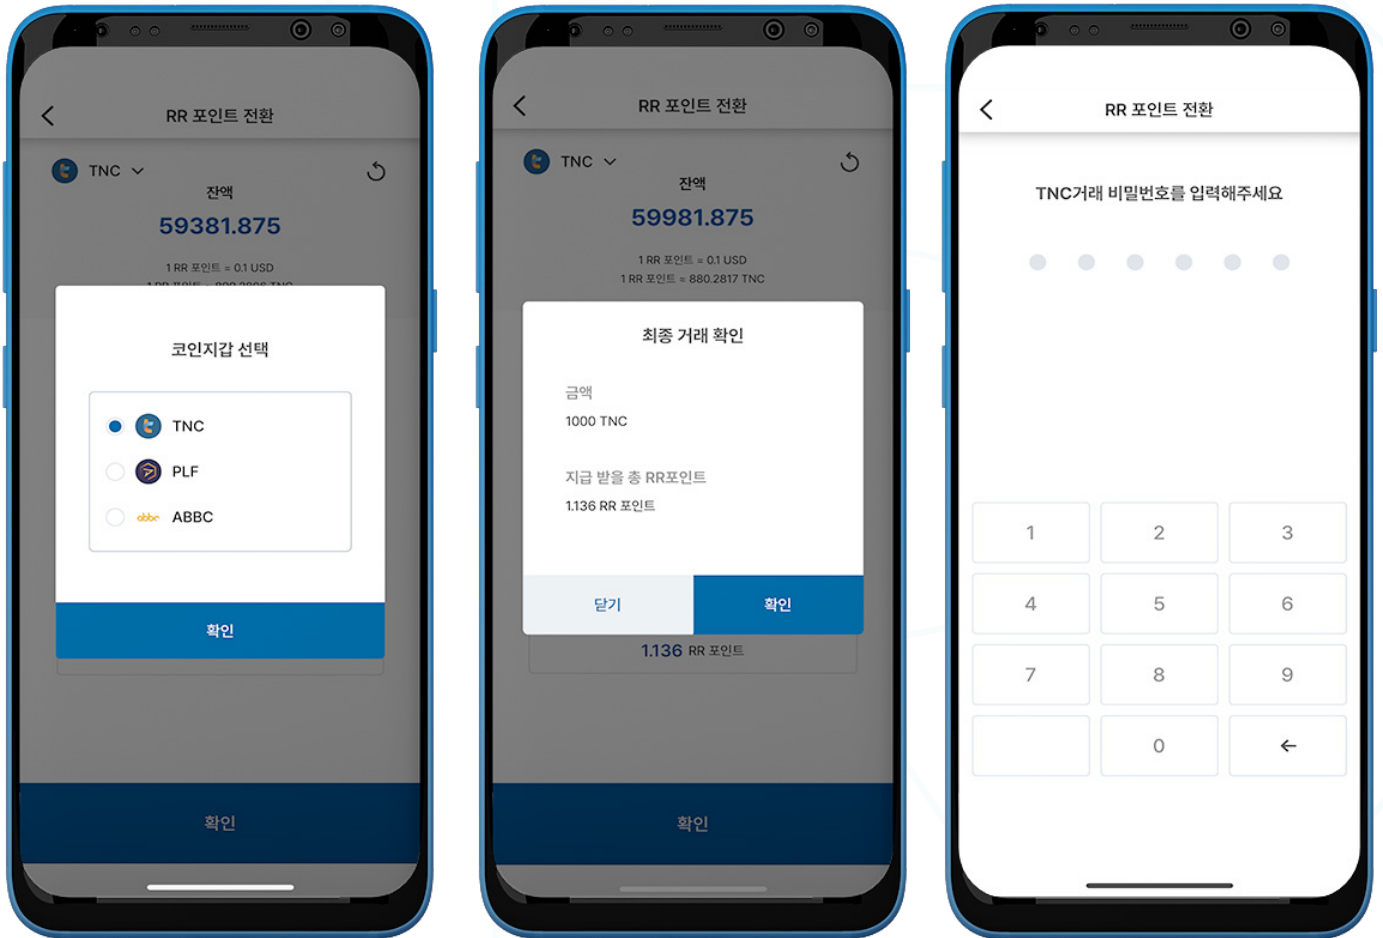 RR 포인트 전환
TNC
잔액
59381.875
1 RR 포인트 = 0.1 USD
코인지갑 선택
TNC
PLF
abbc ABBC
확인
확인
RR 포인트 전환
TNC
잔액
59981.875
1 RR 포인트 = 0.1 USD
1 RR 포인트 = 880.2817 TNC
최종 거래 확인
금액
1000 TNC
지급 받을 총 RR포인트
1.136 RR 포인트
닫기 확인
1.136 RR 포인트
확인
RR 포인트 전환
TNC거래 비밀번호를 입력해주세요
1 2 3
4 5 6
7 8 9
0 ←